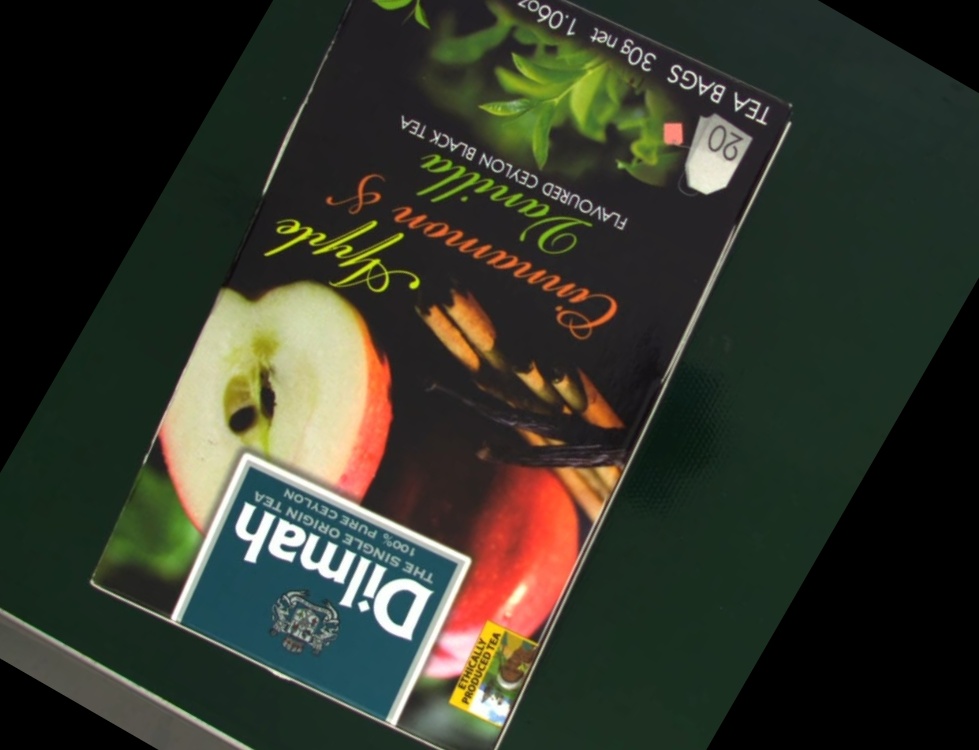 Dilmah
THE SINGLE ORIGIN TEA
100% PURE CEYLON
ETHICALLY
PRODUCED TEA
Apple
Cinnamon &
Vanilla
FLAVOURED CEYLON BLACK TEA
20
TEA BAGS 30g net 1.06oz